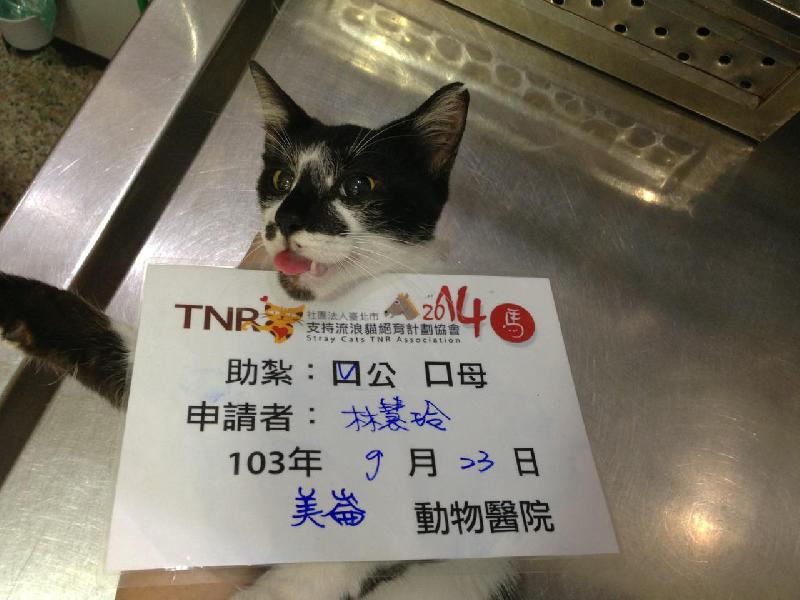 TNR 社團法人臺北市 2014 馬
支持流浪貓絕育計劃協會
Stray Cats TNR Association
助紮：☑公 口母
申請者：林慧玲
103年 9 月 23 日
美崙 動物醫院